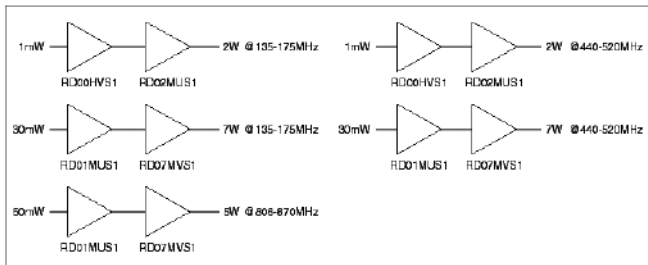 1mW 2W @135-175MHz
RD00HVS1 RD02MUS1
1mW 2W @440-520MHz
RD00HVS1 RD02MUS1
30mW 7W @135-175MHz
RD01MUS1 RD07MVS1
30mW 7W @440-520MHz
RD01MUS1 RD07MVS1
50mW 5W @806-870MHz
RD01MUS1 RD07MVS1